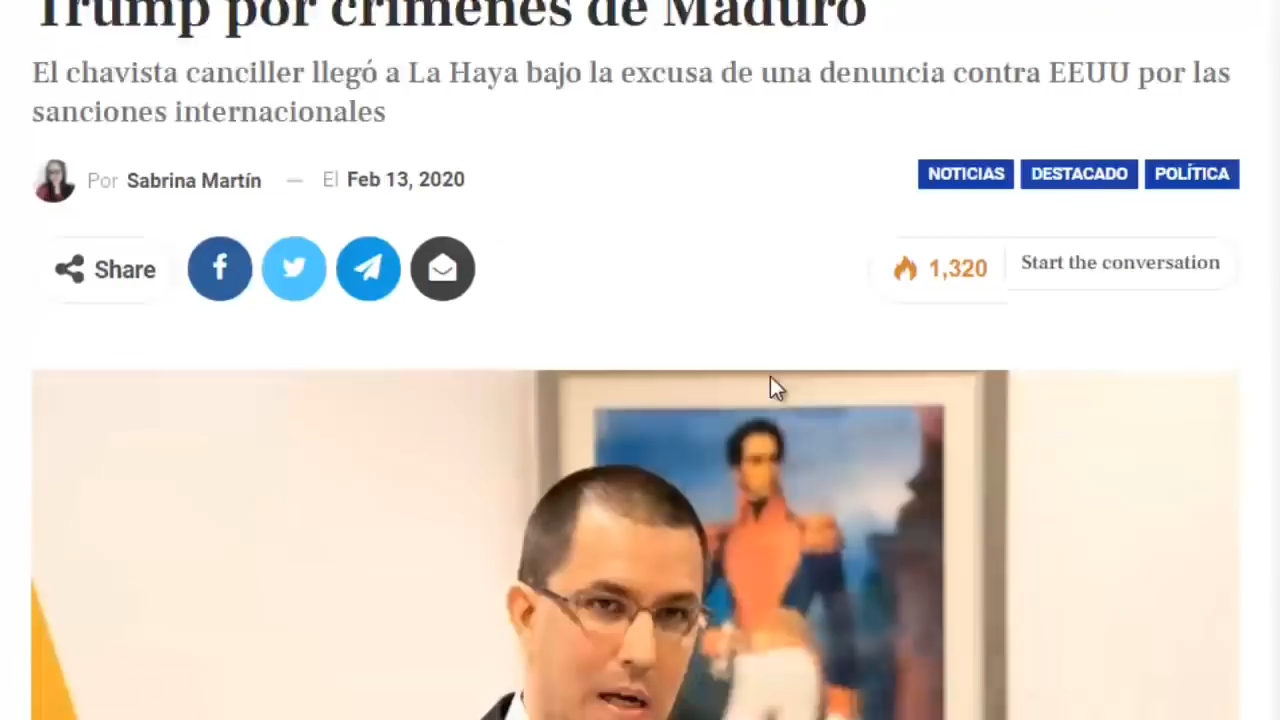 Trump por crímenes de Maduro
El chavista canciller llegó a La Haya bajo la excusa de una denuncia contra EEUU por las
sanciones internacionales
Por Sabrina Martín — El Feb 13, 2020
NOTICIAS DESTACADO POLÍTICA
Share
1,320 Start the conversation